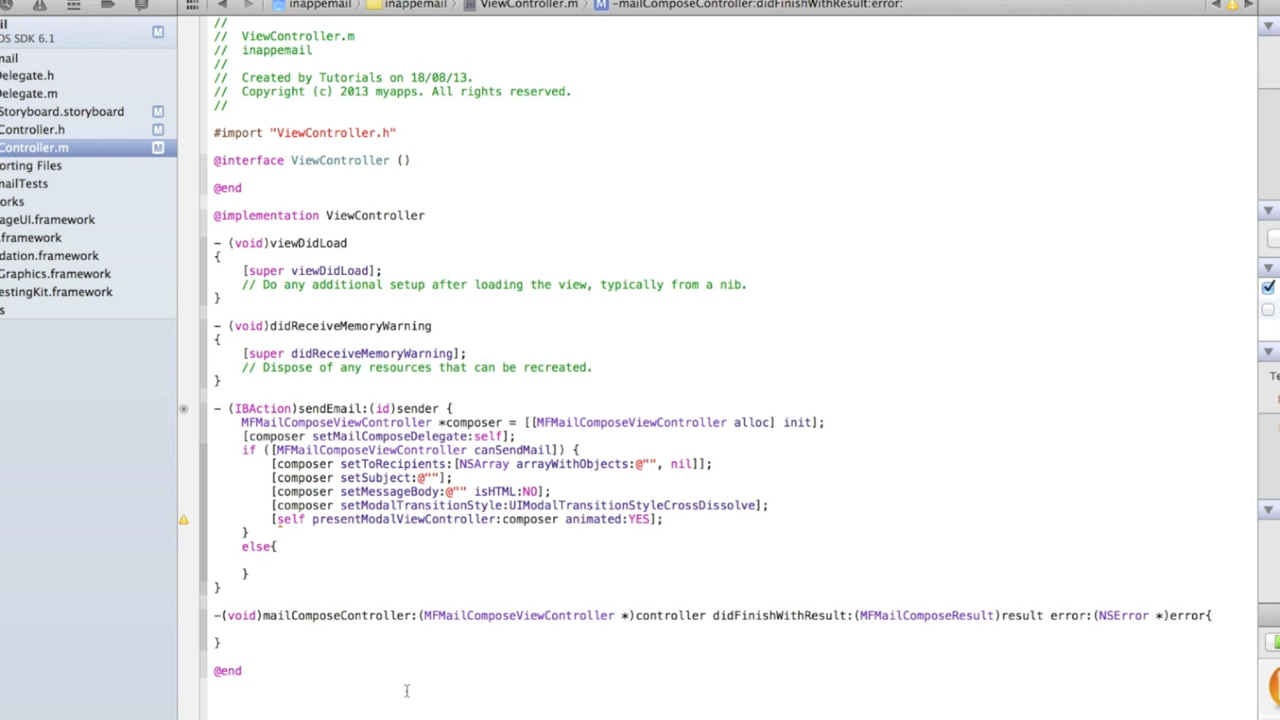 inappemail
inappemail
ViewController.m
-mailComposeController:didFinishWithResult:error:
il
OS SDK 6.1
M
mail
Delegate.h
Delegate.m
Storyboard.storyboard
M
Controller.h
M
Controller.m
M
orting Files
mailTests
orks
ageUI.framework
.framework
dation.framework
Graphics.framework
estingKit.framework
s
//
//  ViewController.m
//  inappemail
//
//  Created by Tutorials on 18/08/13.
//  Copyright (c) 2013 myapps. All rights reserved.
//
#import "ViewController.h"
@interface ViewController ()
@end
@implementation ViewController
- (void)viewDidLoad
{
[super viewDidLoad];
// Do any additional setup after loading the view, typically from a nib.
}
- (void)didReceiveMemoryWarning
{
[super didReceiveMemoryWarning];
// Dispose of any resources that can be recreated.
}
- (IBAction)sendEmail:(id)sender {
MFMailComposeViewController *composer = [[MFMailComposeViewController alloc] init];
[composer setMailComposeDelegate:self];
if ([MFMailComposeViewController canSendMail]) {
[composer setToRecipients:[NSArray arrayWithObjects:@"", nil]];
[composer setSubject:@""];
[composer setMessageBody:@"" isHTML:NO];
[composer setModalTransitionStyle:UIModalTransitionStyleCrossDissolve];
[self presentModalViewController:composer animated:YES];
}
else{
}
}
-(void)mailComposeController:(MFMailComposeViewController *)controller didFinishWithResult:(MFMailComposeResult)result error:(NSError *)error{
}
@end
Te